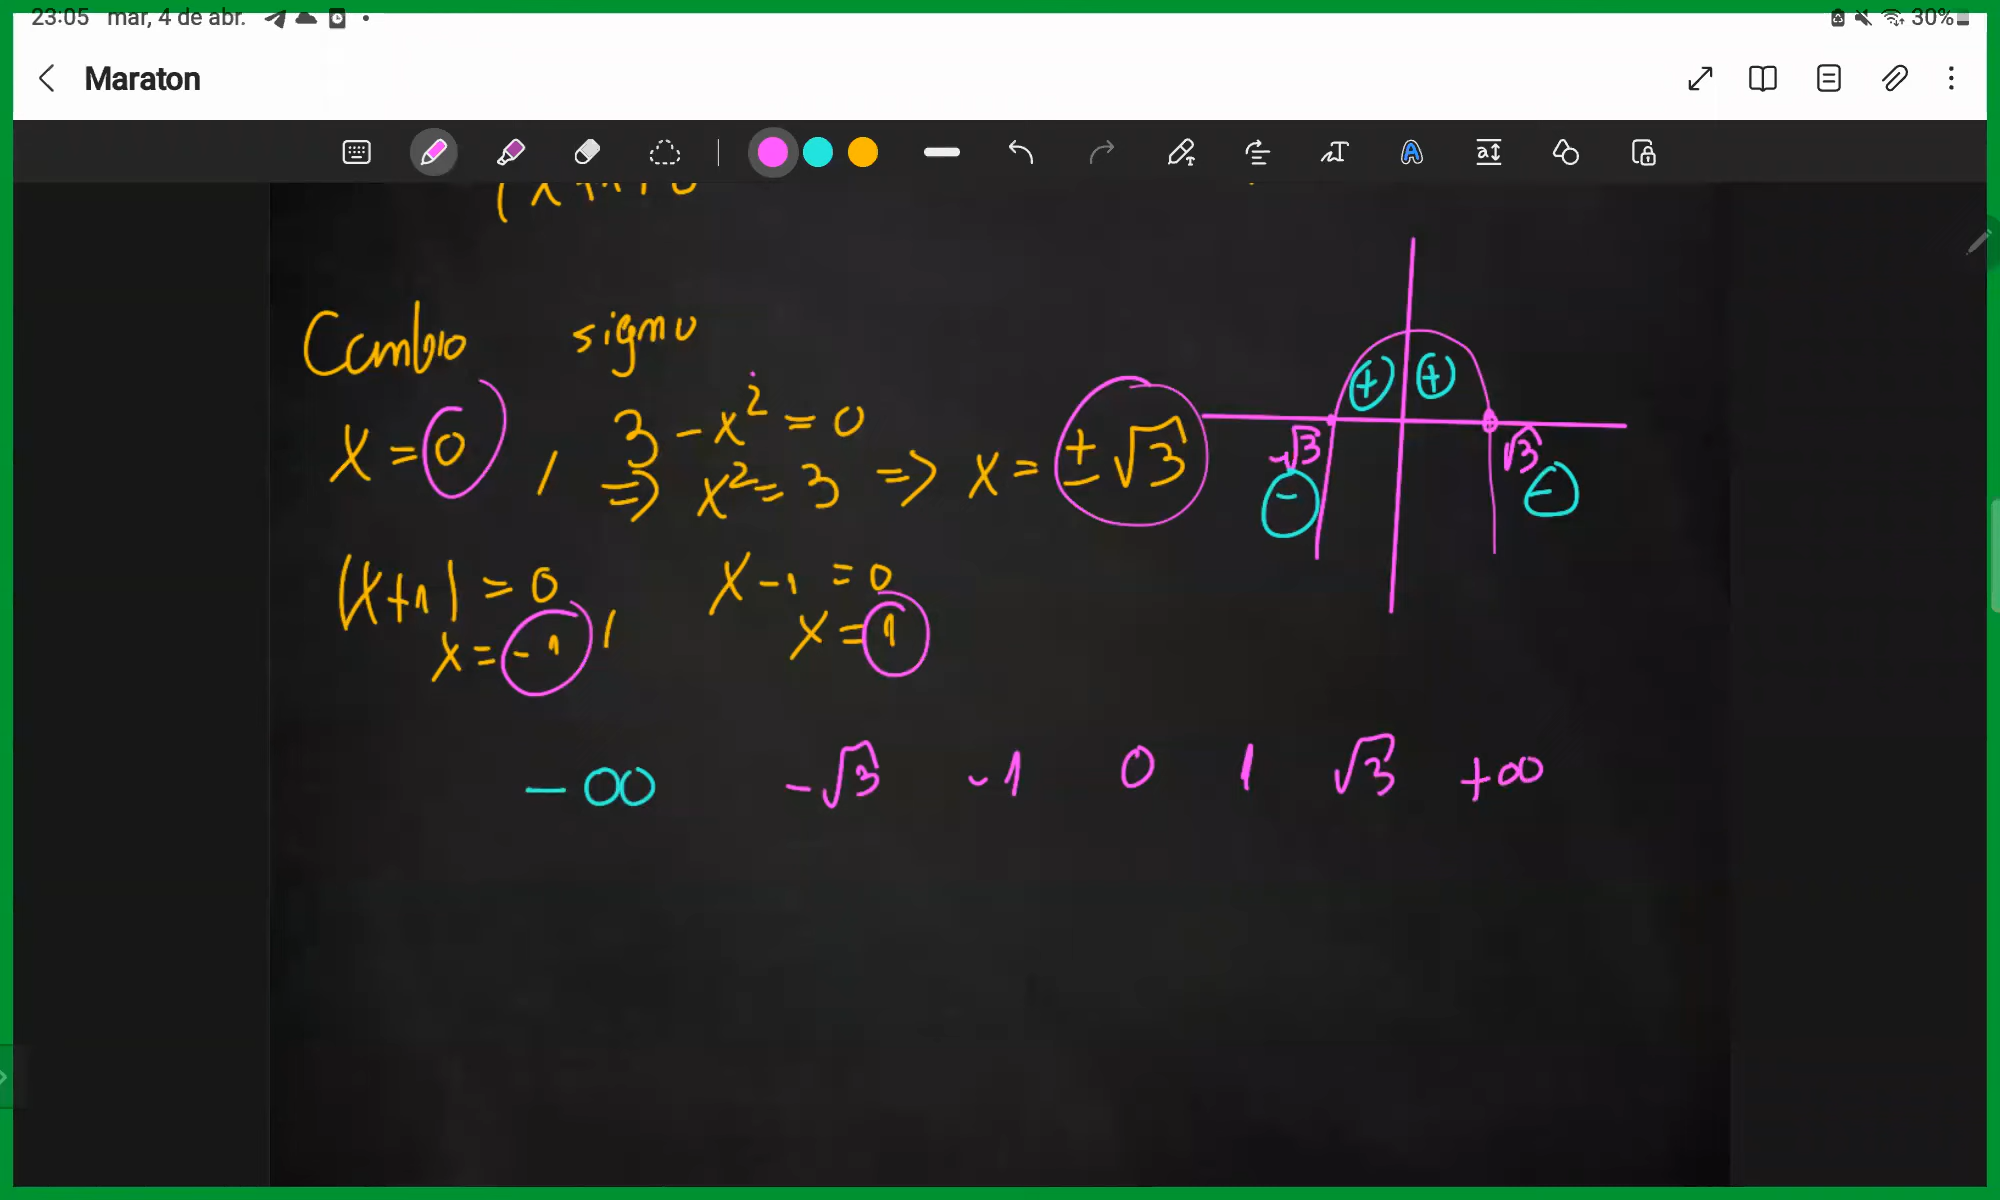 23:05 mar, 4 de abr. 30%
Maraton
Cambio signo
x = 0 , 3 - x² = 0
⇒ x² = 3 ⇒ x = ±√3
(x+1) = 0 x - 1 = 0
x = -1 , x = 1
+ +
-√3 √3
- -
-∞ -√3 -1 0 1 √3 +∞